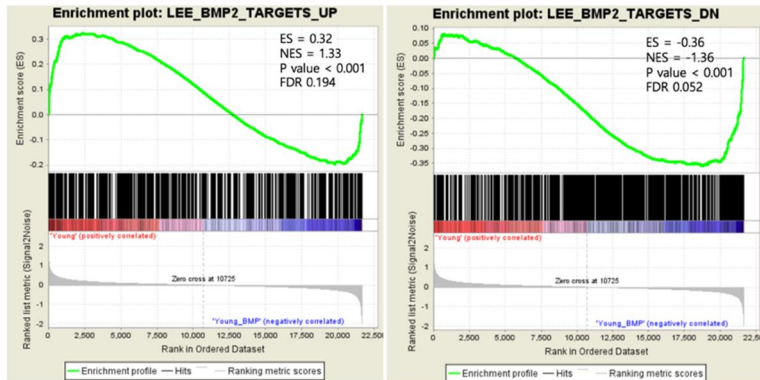 Enrichment plot: LEE_BMP2_TARGETS_UP
ES = 0.32
NES = 1.33
P value < 0.001
FDR 0.194
Enrichment score (ES)
0.3
0.2
0.1
0.0
-0.1
-0.2
'Young' (positively correlated)
Ranked list metric (Signal2Noise)
2
1
0
-1
-2
Zero cross at 10725
'Young_BMP' (negatively correlated)
0
2,500
5,000
7,500
10,000
12,500
15,000
17,500
20,000
22,500
Rank in Ordered Dataset
Enrichment profile
Hits
Ranking metric scores
Enrichment plot: LEE_BMP2_TARGETS_DN
ES = -0.36
NES = -1.36
P value < 0.001
FDR 0.052
Enrichment score (ES)
0.10
0.05
0.00
-0.05
-0.10
-0.15
-0.20
-0.25
-0.30
-0.35
'Young' (positively correlated)
Ranked list metric (Signal2Noise)
2
1
0
-1
-2
Zero cross at 10725
'Young_BMP' (negatively correlated)
0
2,500
5,000
7,500
10,000
12,500
15,000
17,500
20,000
22,50
Rank in Ordered Dataset
Enrichment profile
Hits
Ranking metric scores